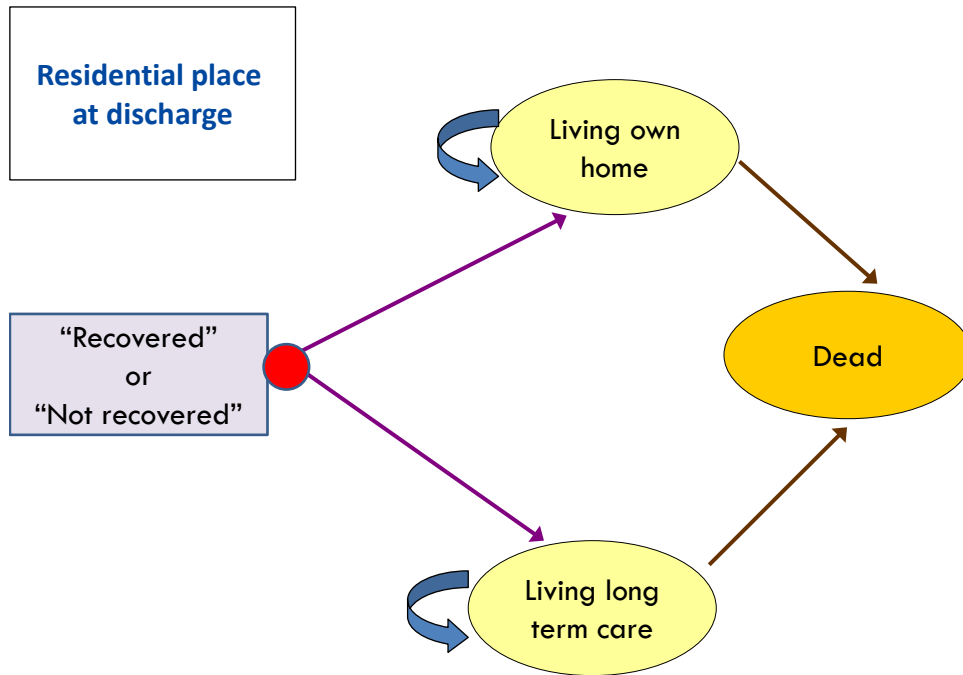 Residential place
at discharge
Living own
home
“Recovered”
or
“Not recovered”
Dead
Living long
term care